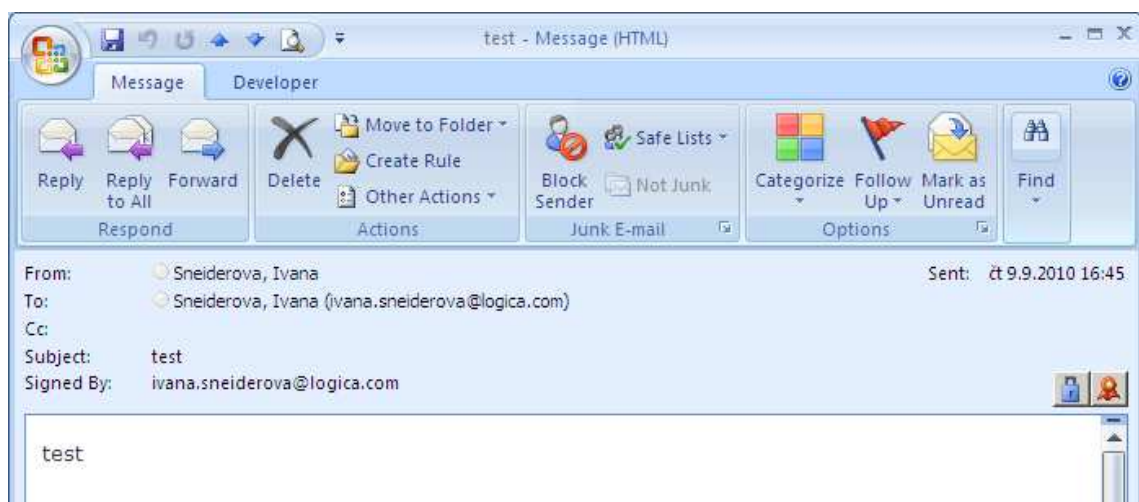 test - Message (HTML)
Message Developer
Reply Reply to All Forward
Respond
Delete Move to Folder Create Rule Other Actions
Actions
Block Sender Safe Lists Not Junk
Junk E-mail
Categorize Follow Up Mark as Unread
Options
Find
From: Sneiderova, Ivana Sent: čt 9.9.2010 16:45
To: Sneiderova, Ivana (ivana.sneiderova@logica.com)
Cc:
Subject: test
Signed By: ivana.sneiderova@logica.com
test